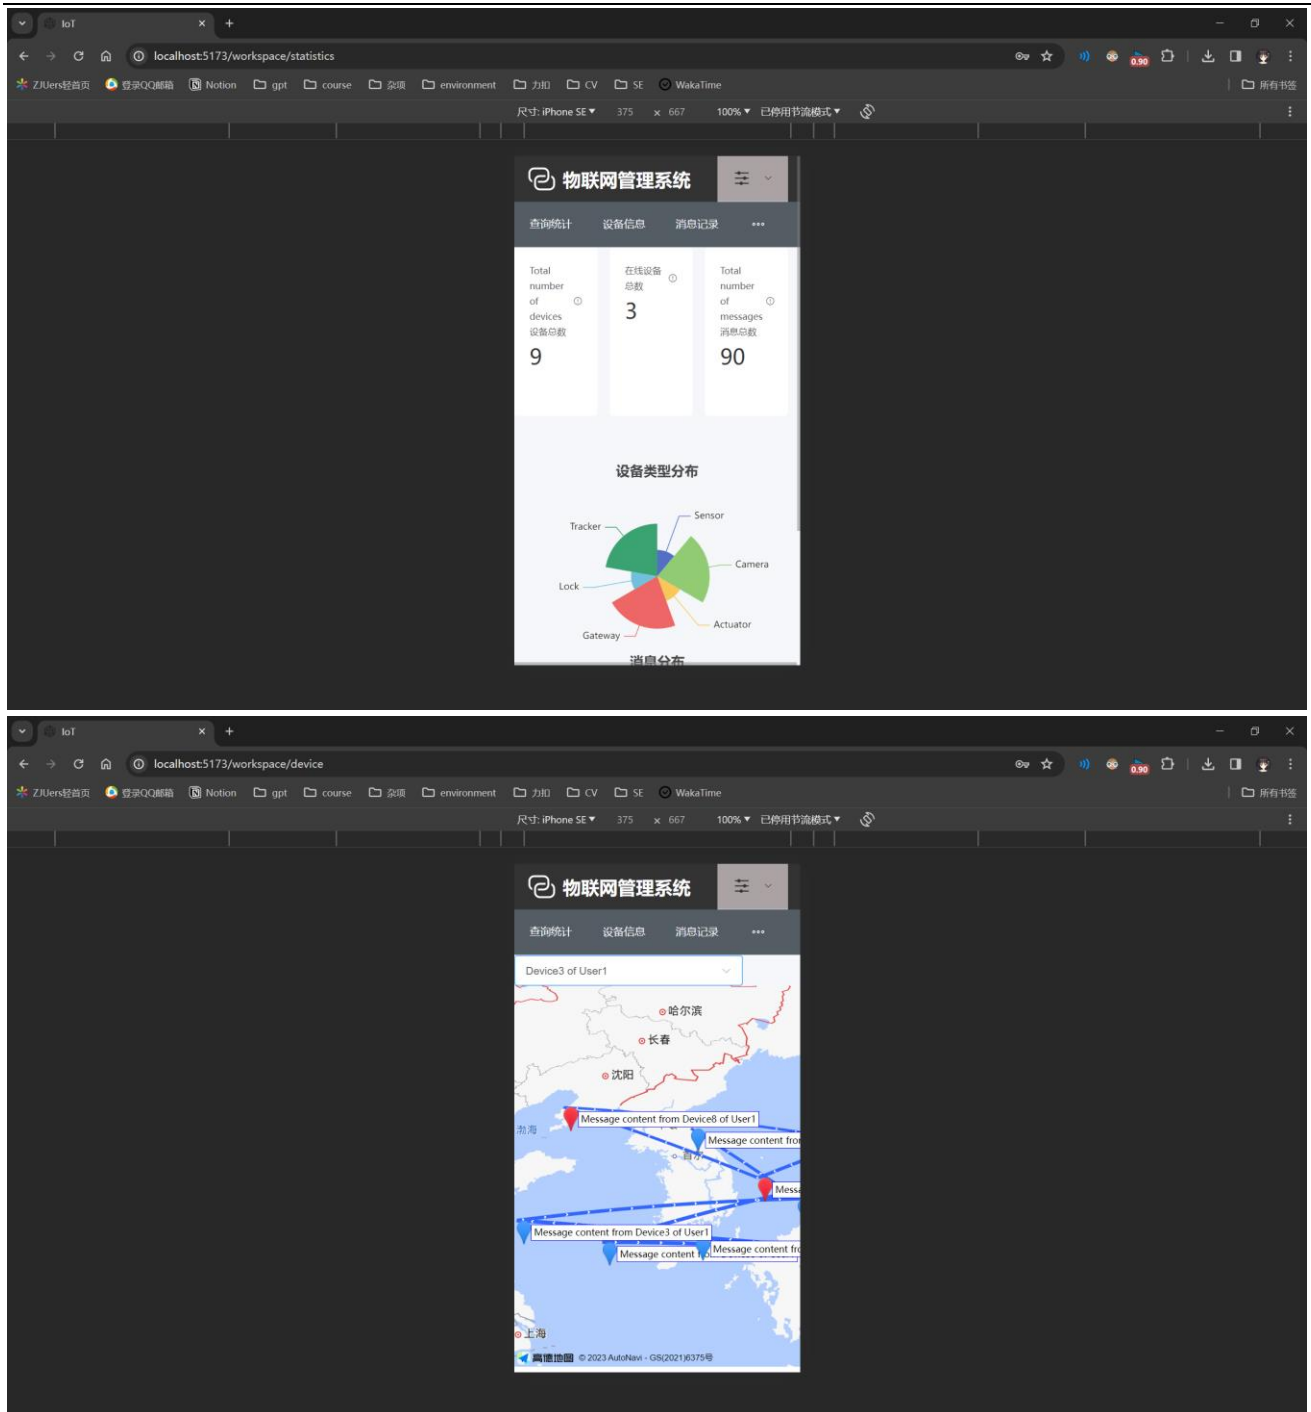 IoT
localhost:5173/workspace/statistics
0.90
ZJUers轻首页 登录QQ邮箱 Notion gpt course 杂项 environment 力扣 CV SE WakaTime 所有书签
尺寸: iPhone SE 375 × 667 100% 已停用节流模式
物联网管理系统
查询统计 设备信息 消息记录 •••
Total number of devices 设备总数
9
在线设备总数
3
Total number of messages 消息总数
90
设备类型分布
Sensor
Tracker
Camera
Lock
Actuator
Gateway
消息分布
IoT
localhost:5173/workspace/device
0.90
ZJUers轻首页 登录QQ邮箱 Notion gpt course 杂项 environment 力扣 CV SE WakaTime 所有书签
尺寸: iPhone SE 375 × 667 100% 已停用节流模式
物联网管理系统
查询统计 设备信息 消息记录 •••
Device3 of User1
哈尔滨
长春
沈阳
Message content from Device8 of User1
渤海
Message content fro
首尔
Messa
Message content from Device3 of User1
Message content fro
Message content
上海
高德地图 © 2023 AutoNavi - GS(2021)6375号